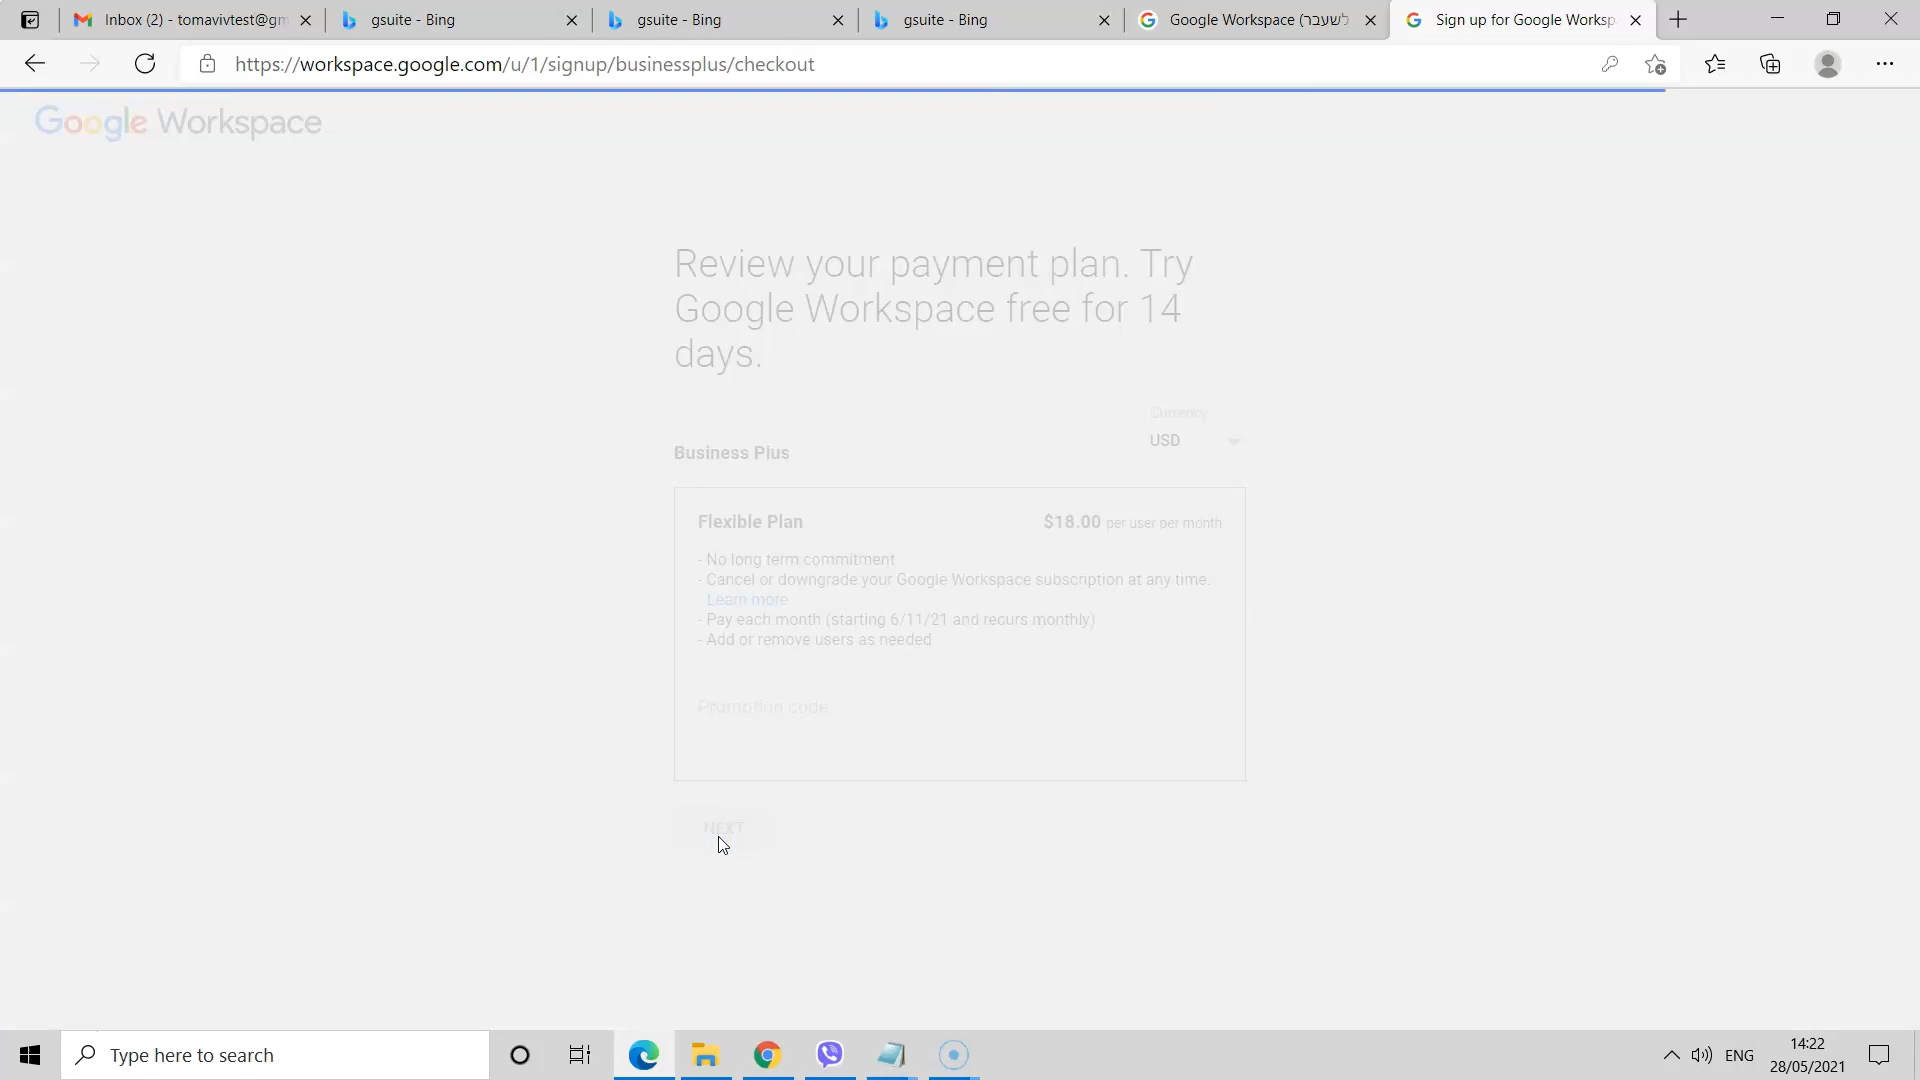 Inbox (2) - tomavivtest@gm
gsuite - Bing
gsuite - Bing
gsuite - Bing
Google Workspace (לשעבר
Sign up for Google Worksp
https://workspace.google.com/u/1/signup/businessplus/checkout
Google Workspace
Review your payment plan. Try
Google Workspace free for 14
days.
Currency
USD
Business Plus
Flexible Plan
$18.00 per user per month
- No long term commitment
- Cancel or downgrade your Google Workspace subscription at any time.
Learn more
- Pay each month (starting 6/11/21 and recurs monthly)
- Add or remove users as needed
Promotion code
NEXT
Type here to search
ENG
14:22
28/05/2021